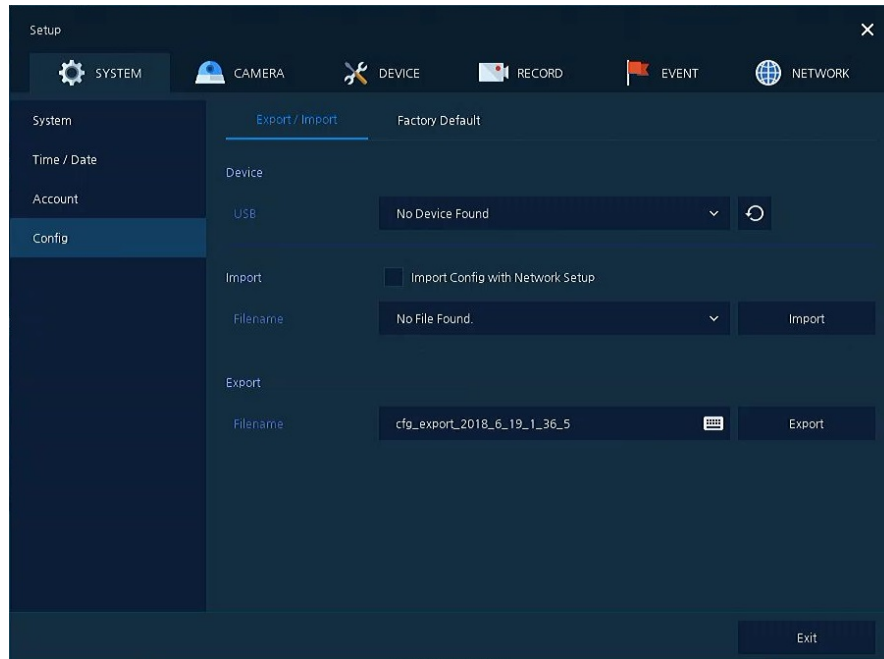 Setup
SYSTEM CAMERA DEVICE RECORD EVENT NETWORK
System
Time / Date
Account
Config
Export / Import Factory Default
Device
USB No Device Found
Import Import Config with Network Setup
Filename No File Found. Import
Export
Filename cfg_export_2018_6_19_1_36_5 Export
Exit